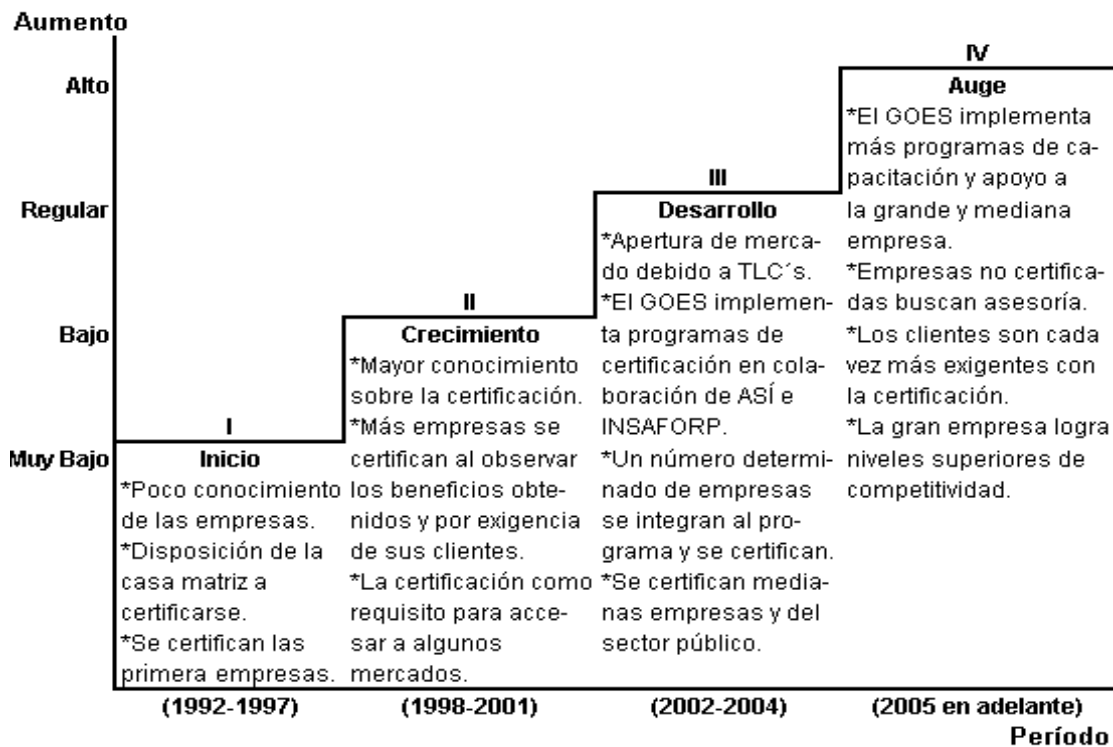 Aumento
Alto
Regular
Bajo
Muy Bajo
I
Inicio
*Poco conocimiento
de las empresas.
*Disposición de la
casa matriz a
certificarse.
*Se certifican las
primera empresas.
(1992-1997)
II
Crecimiento
*Mayor conocimiento
sobre la certificación.
*Más empresas se
certifican al observar
los beneficios obte-
nidos y por exigencia
de sus clientes.
*La certificación como
requisito para acce-
sar a algunos
mercados.
(1998-2001)
III
Desarrollo
*Apertura de merca-
do debido a TLC´s.
*El GOES implemen-
ta programas de
certificación en cola-
boración de ASÍ e
INSAFORP.
*Un número determi-
nado de empresas
se integran al pro-
grama y se certifican.
*Se certifican media-
nas empresas y del
sector público.
(2002-2004)
IV
Auge
*El GOES implementa
más programas de ca-
pacitación y apoyo a
la grande y mediana
empresa.
*Empresas no certifica-
das buscan asesoría.
*Los clientes son cada
vez más exigentes con
la certificación.
*La gran empresa logra
niveles superiores de
competitividad.
(2005 en adelante)
Período